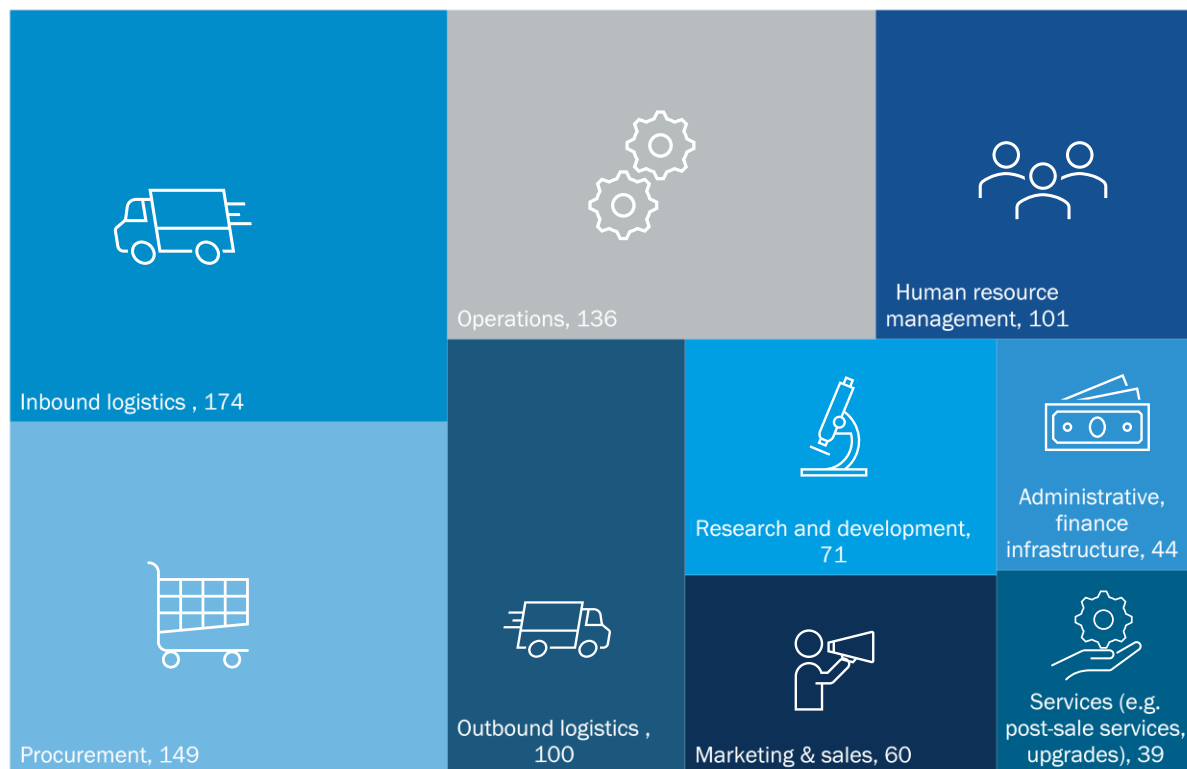 Operations, 136
Human resource
management, 101
Inbound logistics , 174
Research and development,
71
Administrative,
finance
infrastructure, 44
Procurement, 149
Outbound logistics ,
100
Marketing & sales, 60
Services (e.g.
post-sale services,
upgrades), 39